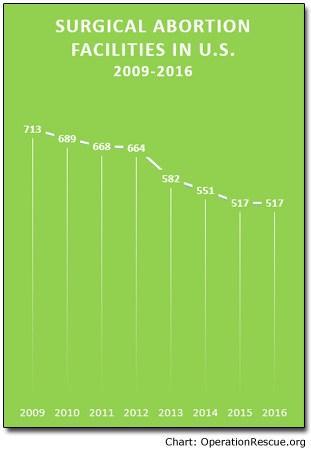 SURGICAL ABORTION
FACILITIES IN U.S.
2009-2016
713
689
668
664
582
551
517
517
2009 2010 2011 2012 2013 2014 2015 2016
Chart: OperationRescue.org